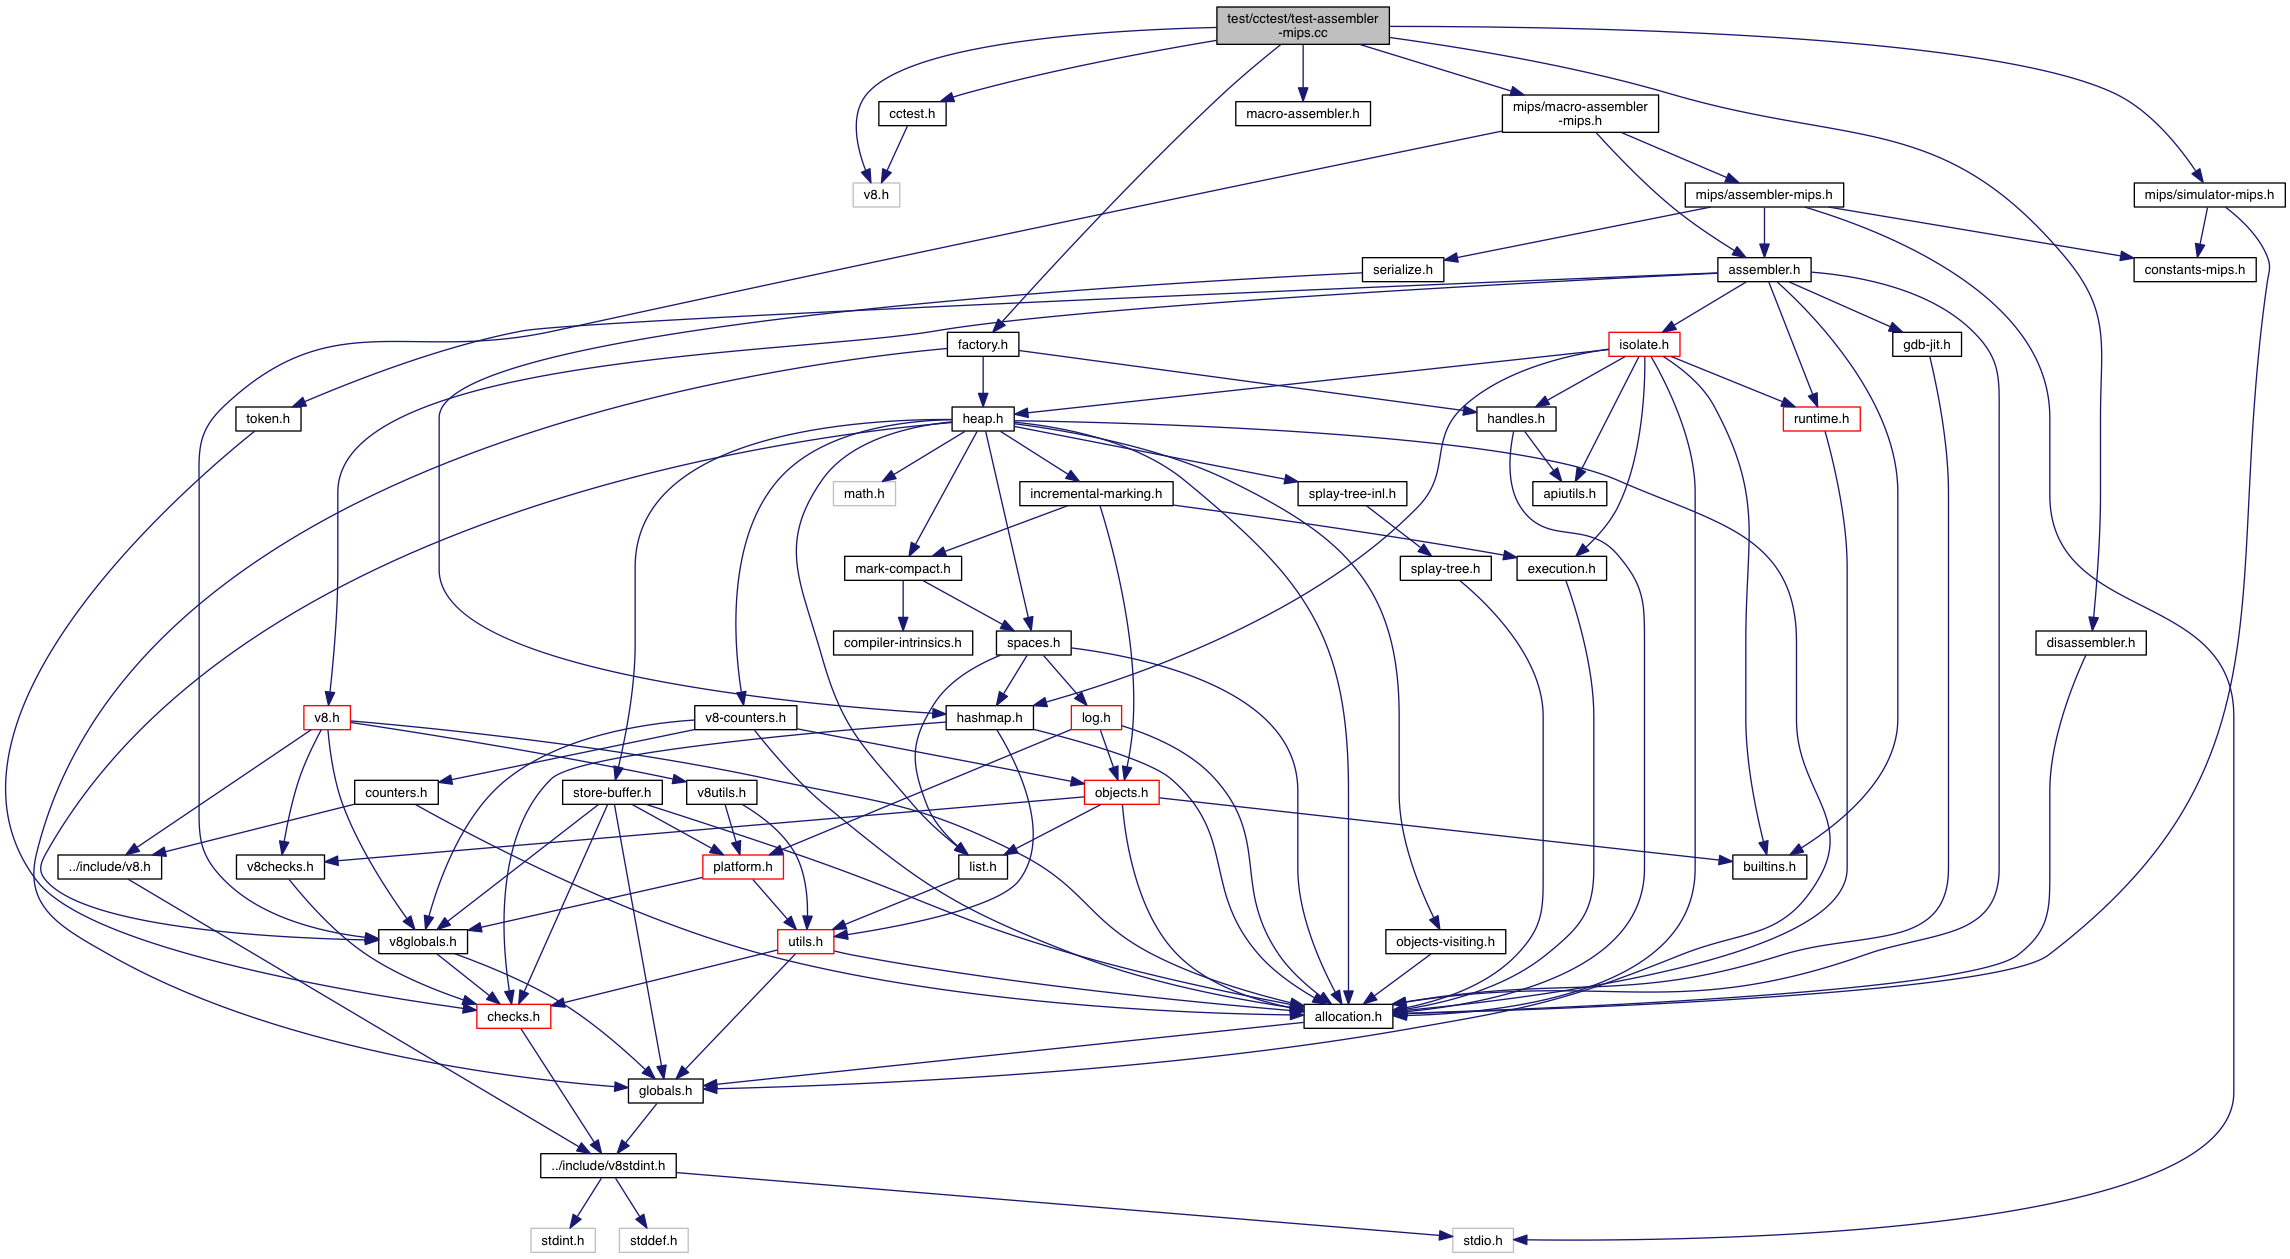 test/cctest/test-assembler
-mips.cc
cctest.h
macro-assembler.h
mips/macro-assembler
-mips.h
v8.h
mips/assembler-mips.h
mips/simulator-mips.h
serialize.h
assembler.h
constants-mips.h
factory.h
isolate.h
gdb-jit.h
token.h
heap.h
handles.h
runtime.h
math.h
incremental-marking.h
splay-tree-inl.h
apiutils.h
mark-compact.h
splay-tree.h
execution.h
compiler-intrinsics.h
spaces.h
disassembler.h
v8.h
v8-counters.h
hashmap.h
log.h
counters.h
store-buffer.h
v8utils.h
objects.h
../include/v8.h
v8checks.h
platform.h
list.h
builtins.h
v8globals.h
utils.h
objects-visiting.h
checks.h
allocation.h
globals.h
../include/v8stdint.h
stdint.h
stddef.h
stdio.h